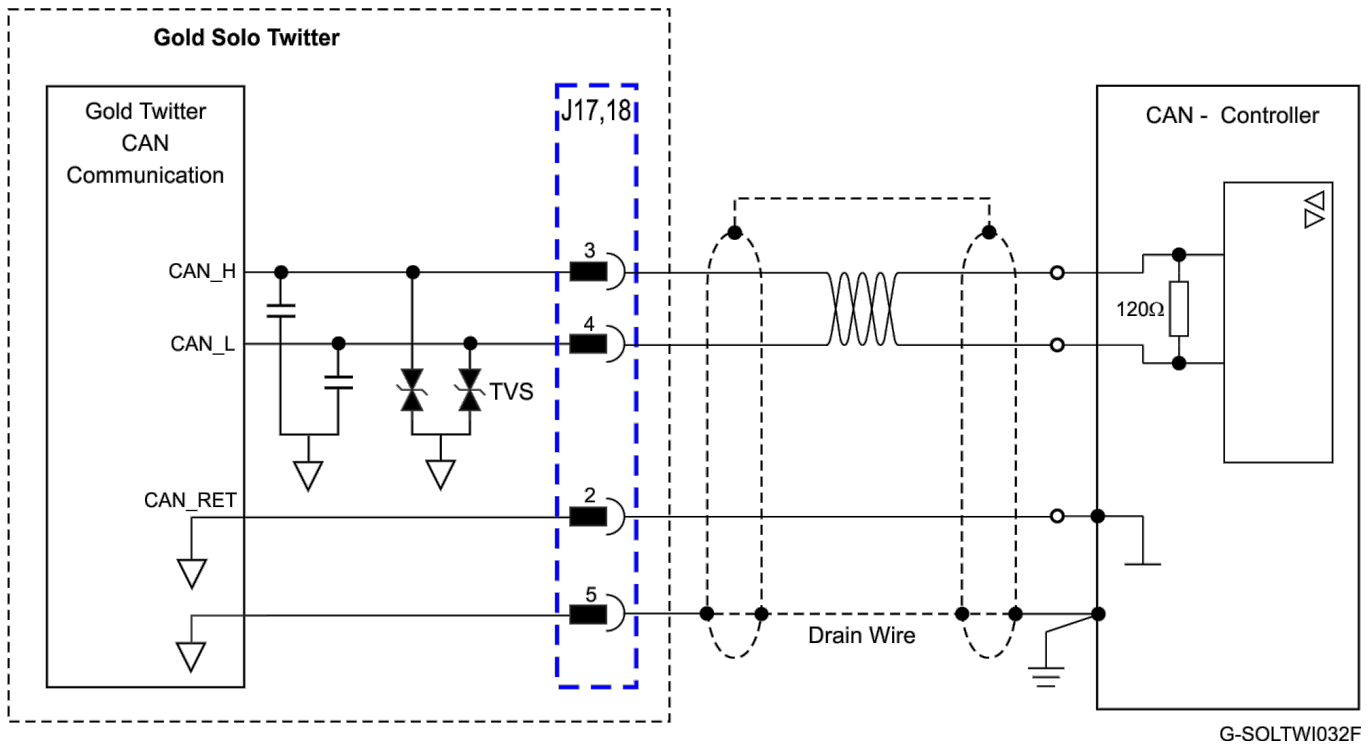 Gold Solo Twitter
Gold Twitter
CAN
Communication
J17,18
CAN - Controller
CAN_H
3
120Ω
CAN_L
4
TVS
CAN_RET
2
5
Drain Wire
G-SOLTWI032F